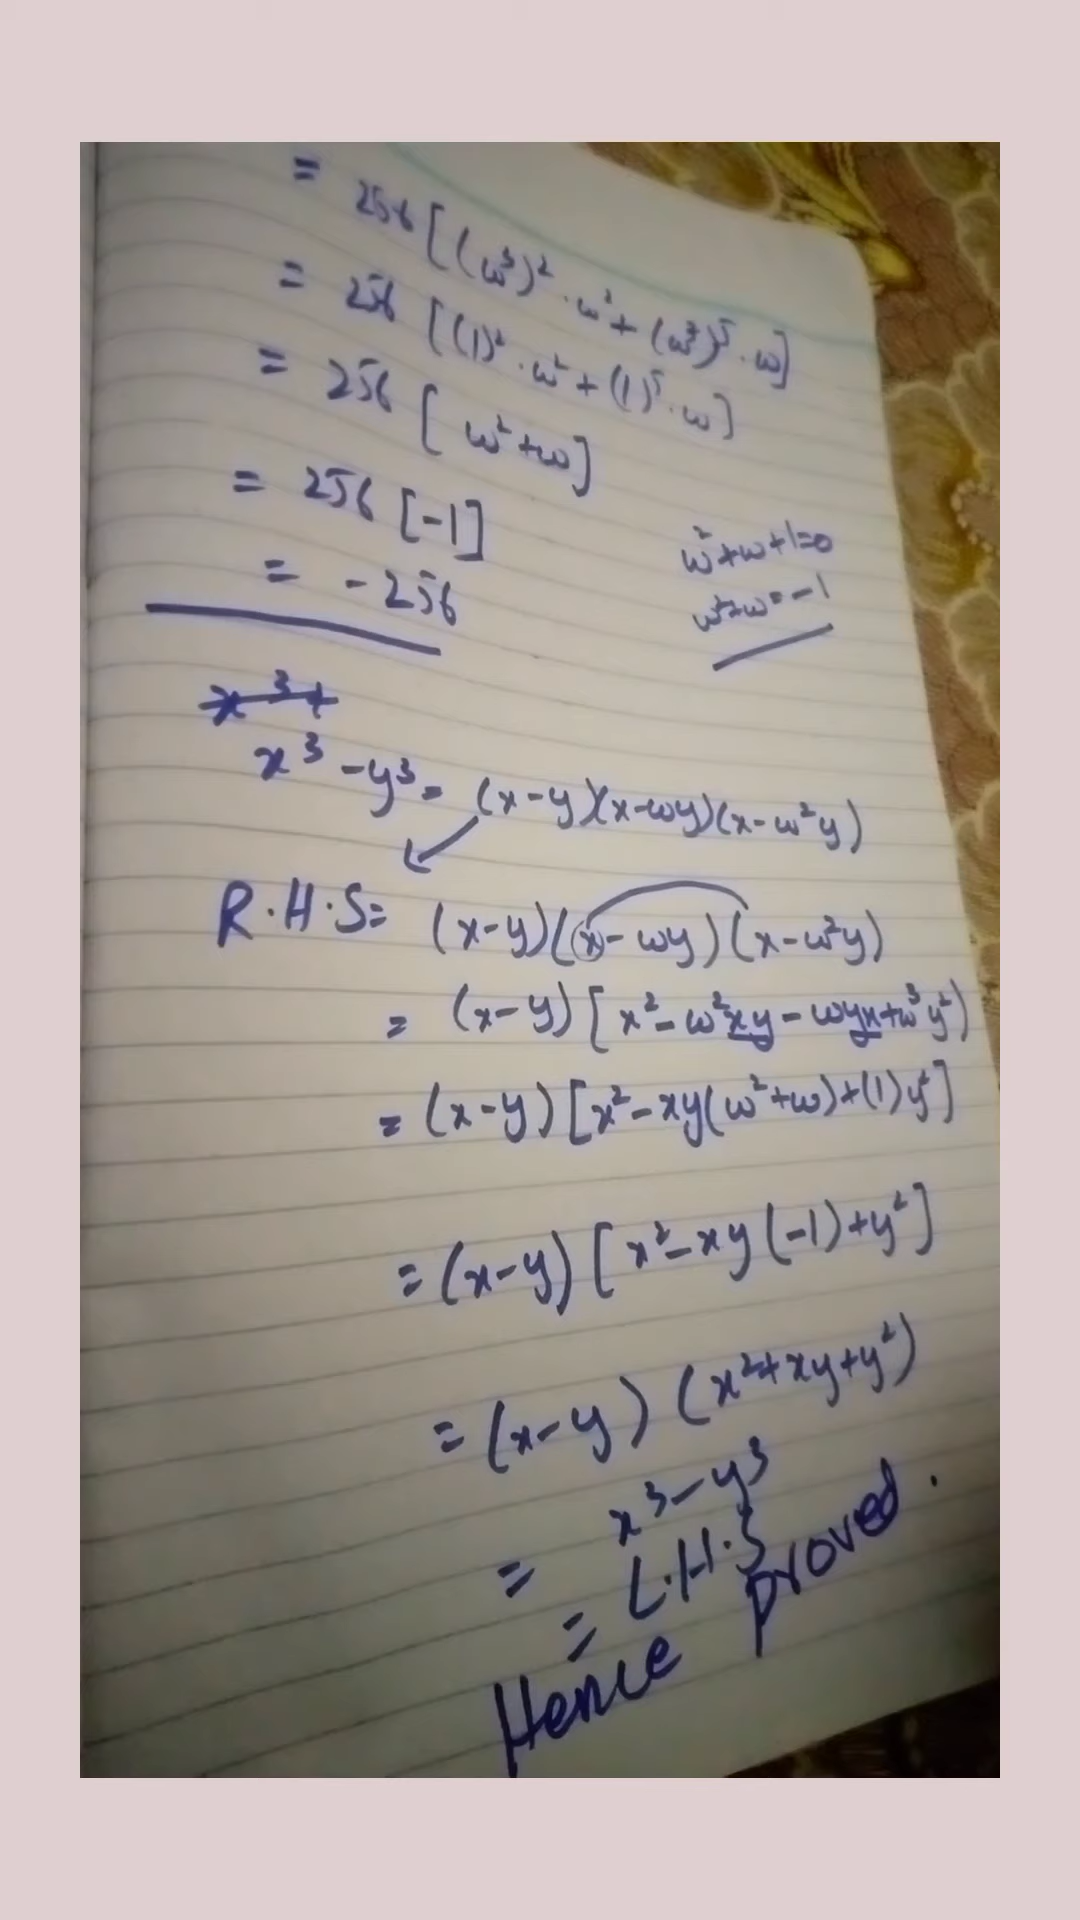 = 256 [(ω³)² · ω² + (ω³)⁵ · ω]
= 256 [(1)² · ω² + (1)⁵ · ω]
= 256 [ω² + ω]
= 256 [-1]
= - 256
ω² + ω + 1 = 0
ω² + ω = -1
x³ +
x³ - y³ = (x-y)(x-ωy)(x-ω²y)
R.H.S = (x-y)(x-ωy)(x-ω²y)
= (x-y) [x² - ω²xy - ωyx + ω³y²)
= (x-y) [x² - xy(ω²+ω) + (1)y²]
= (x-y) [x² - xy(-1) + y²]
= (x-y) (x² + xy + y²)
= x³ - y³
= L.H.S
Hence proved.